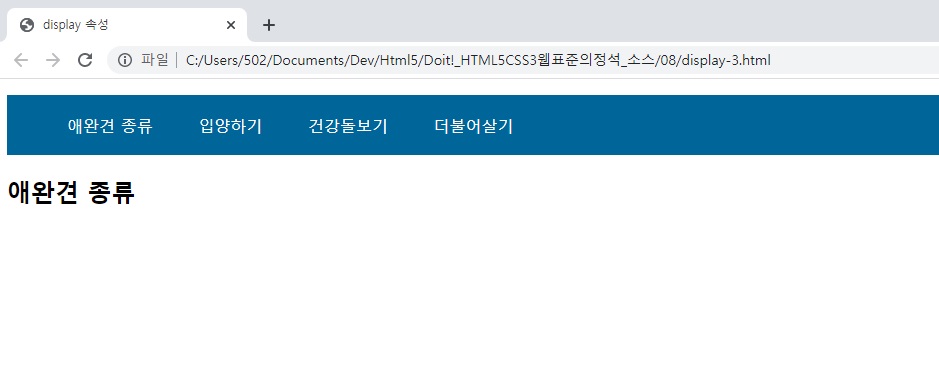 display 속성
파일 C:/Users/502/Documents/Dev/Html5/Doit!_HTML5CSS3웹표준의정석_소스/08/display-3.html
애완견 종류 입양하기 건강돌보기 더불어살기
애완견 종류